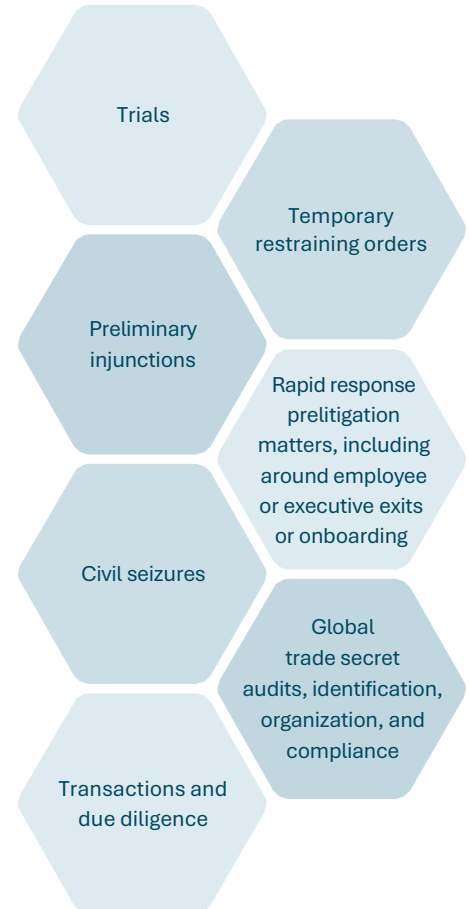 Trials
Temporary
restraining orders
Preliminary
injunctions
Rapid response
prelitigation
matters, including
around employee
or executive exits
or onboarding
Civil seizures
Global
trade secret
audits, identification,
organization, and
compliance
Transactions and
due diligence